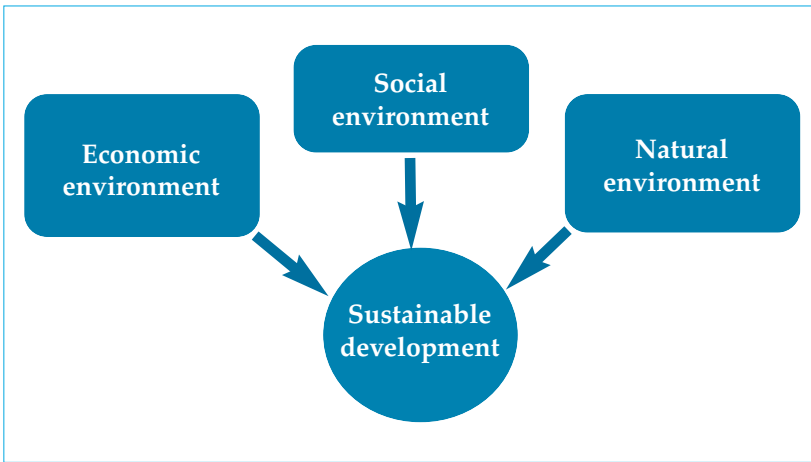 Economic
environment
Social
environment
Natural
environment
Sustainable
development